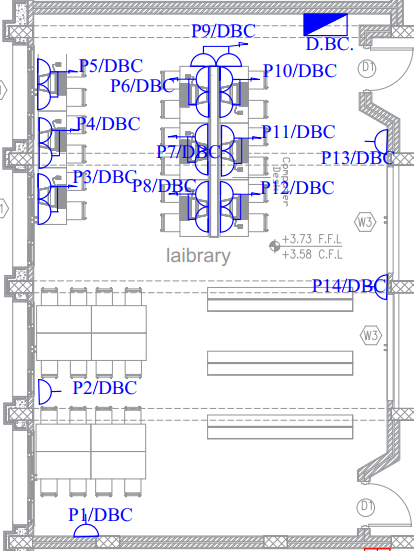 P9/DBC
D.BC.
P5/DBC
P10/DBC
D1
P6/DBC
P4/DBC
P11/DBC
P7/DBC
P13/DBC
Computer
P3/DBC
P8/DBC
P12/DBC
W3
+3.73 F.F.L
+3.58 C.F.L
laibrary
P14/DBC
W3
P2/DBC
D1
P1/DBC